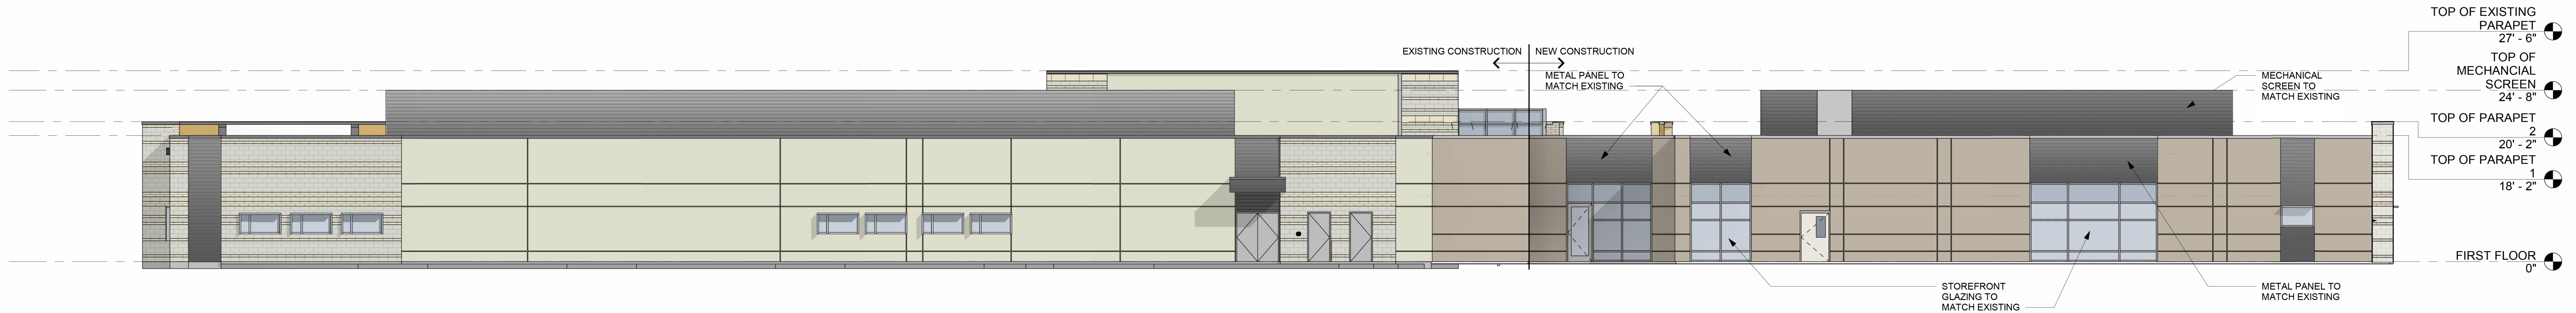 TOP OF EXISTING
PARAPET
27' - 6"
EXISTING CONSTRUCTION
NEW CONSTRUCTION
TOP OF
MECHANCIAL
SCREEN
24' - 8"
METAL PANEL TO
MATCH EXISTING
MECHANICAL
SCREEN TO
MATCH EXISTING
TOP OF PARAPET
2
20' - 2"
TOP OF PARAPET
1
18' - 2"
FIRST FLOOR
0"
STOREFRONT
GLAZING TO
MATCH EXISTING
METAL PANEL TO
MATCH EXISTING